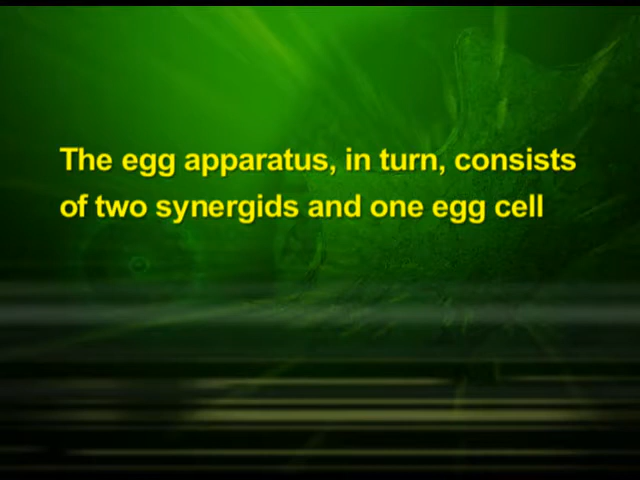 The egg apparatus, in turn, consists
of two synergids and one egg cell